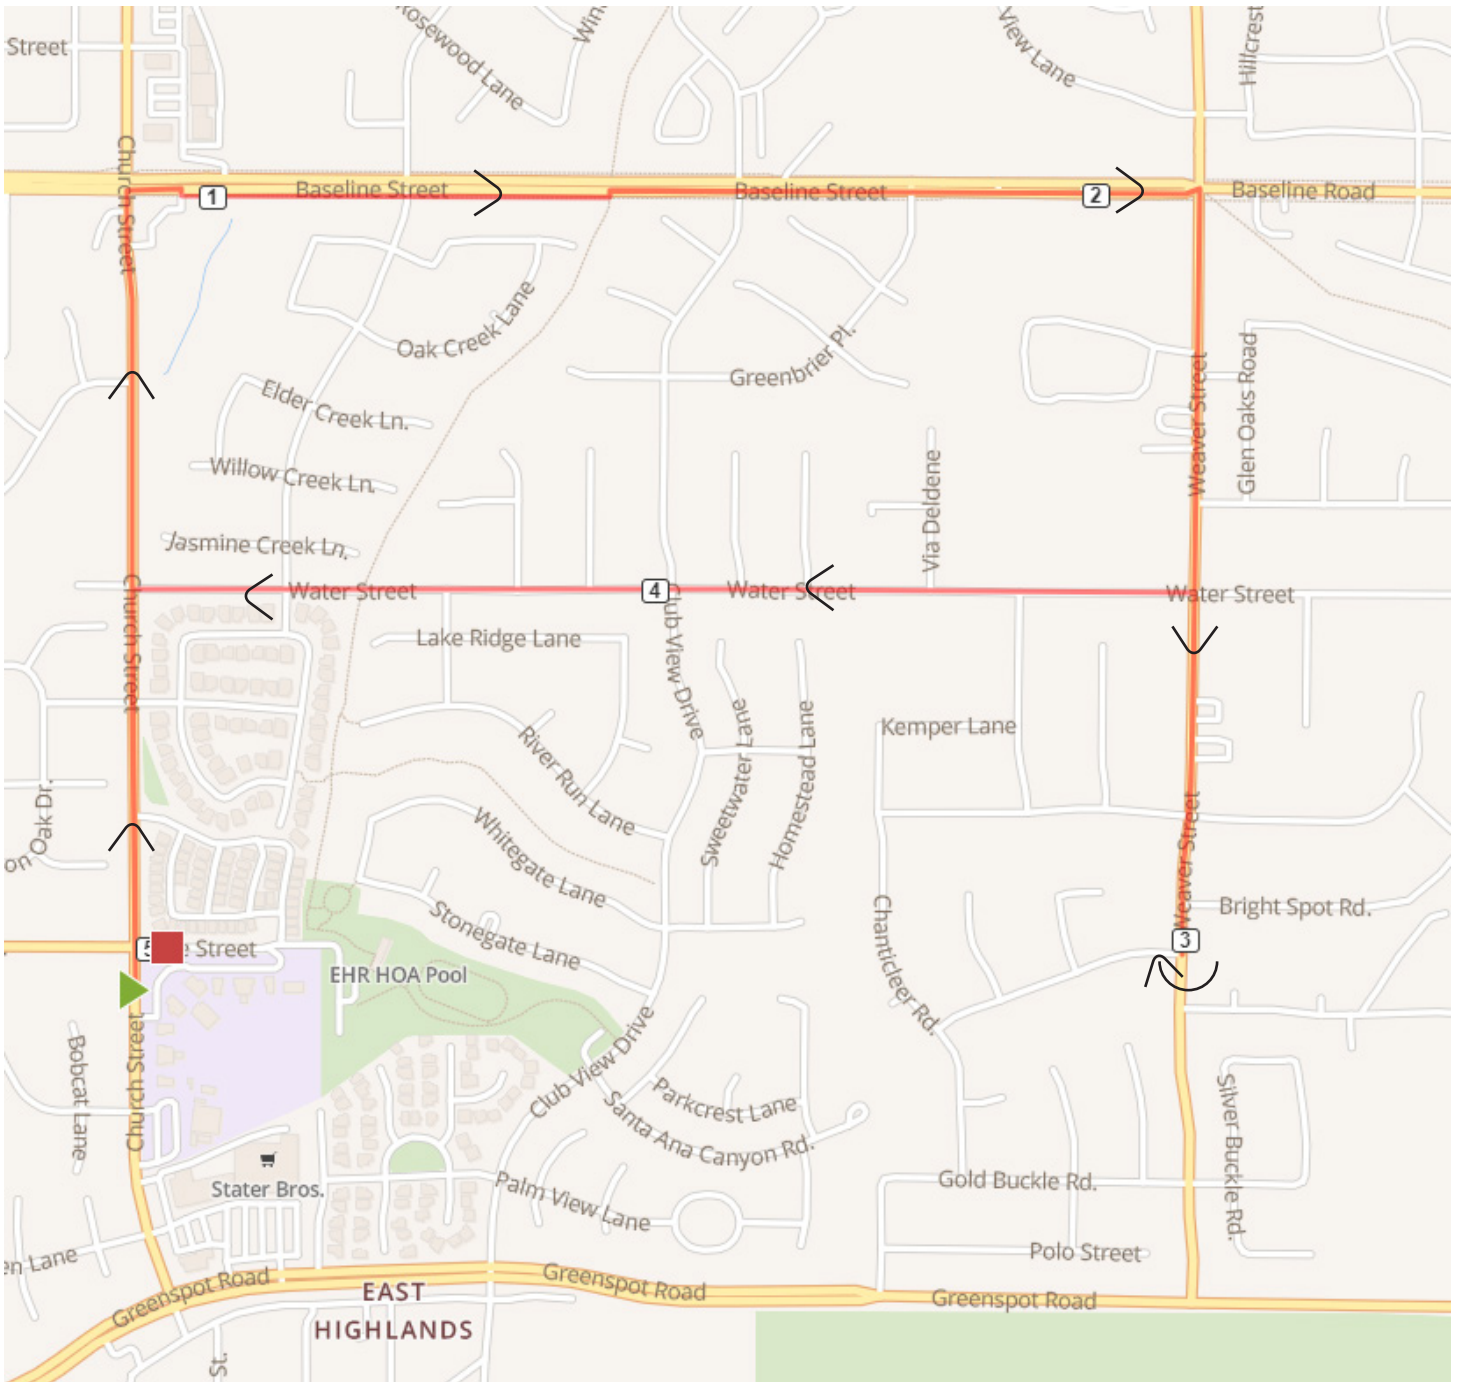 Street
Rosewood Lane
View Lane
Hillcrest
Church Street
1
Baseline Street
Baseline Street
2
Baseline Road
Oak Creek Lane
Greenbrier Pl.
Elder Creek Ln.
Willow Creek Ln.
Jasmine Creek Ln.
Via Deldene
Weaver Street
Glen Oaks Road
Church Street
Water Street
4
Water Street
Water Street
Lake Ridge Lane
Club View Drive
Sweetwater Lane
Homestead Lane
Kemper Lane
River Run Lane
on Oak Dr.
Whitegate Lane
Weaver Street
Stonegate Lane
Chanticleer Rd.
Bright Spot Rd.
3
5
e Street
EHR HOA Pool
Church Street
Bobcat Lane
Club View Drive
Parkcrest Lane
Santa Ana Canyon Rd.
Silver Buckle Rd.
Stater Bros.
Palm View Lane
Gold Buckle Rd.
Polo Street
en Lane
Greenspot Road
Greenspot Road
Greenspot Road
EAST
HIGHLANDS
St.